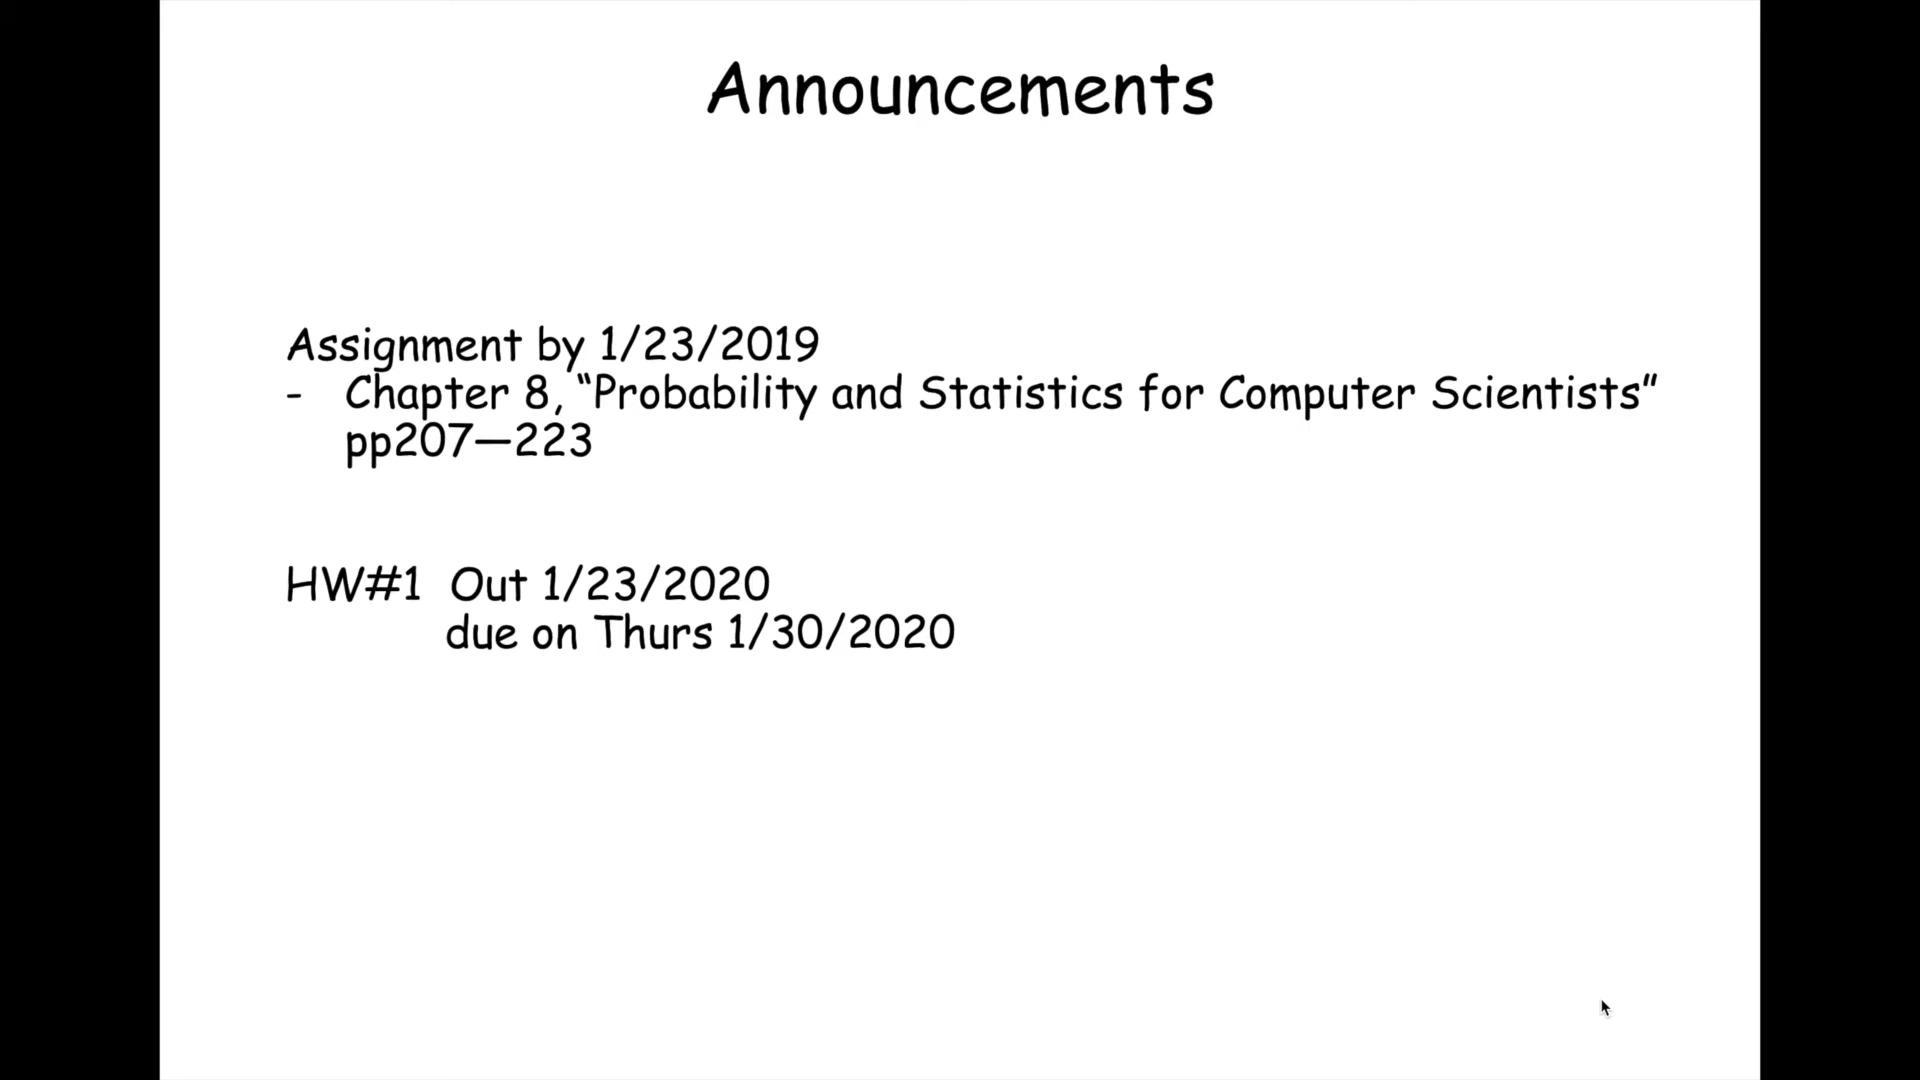 Announcements
Assignment by 1/23/2019
- Chapter 8, “Probability and Statistics for Computer Scientists”
pp207—223
HW#1 Out 1/23/2020
due on Thurs 1/30/2020